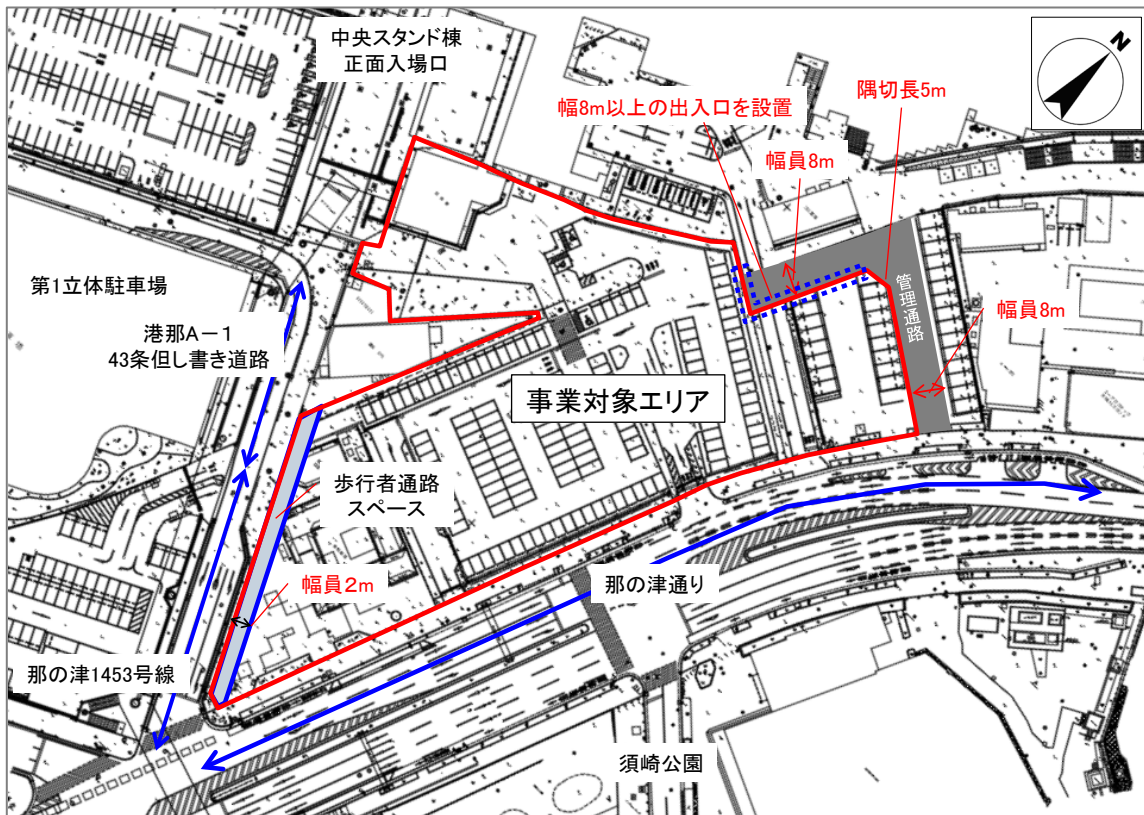 中央スタンド棟
正面入場口
N
隅切長5m
幅8m以上の出入口を設置
幅員8m
第1立体駐車場
管理通路
幅員8m
港那A-1
43条但し書き道路
事業対象エリア
歩行者通路
スペース
幅員2m
那の津通り
那の津1453号線
須崎公園